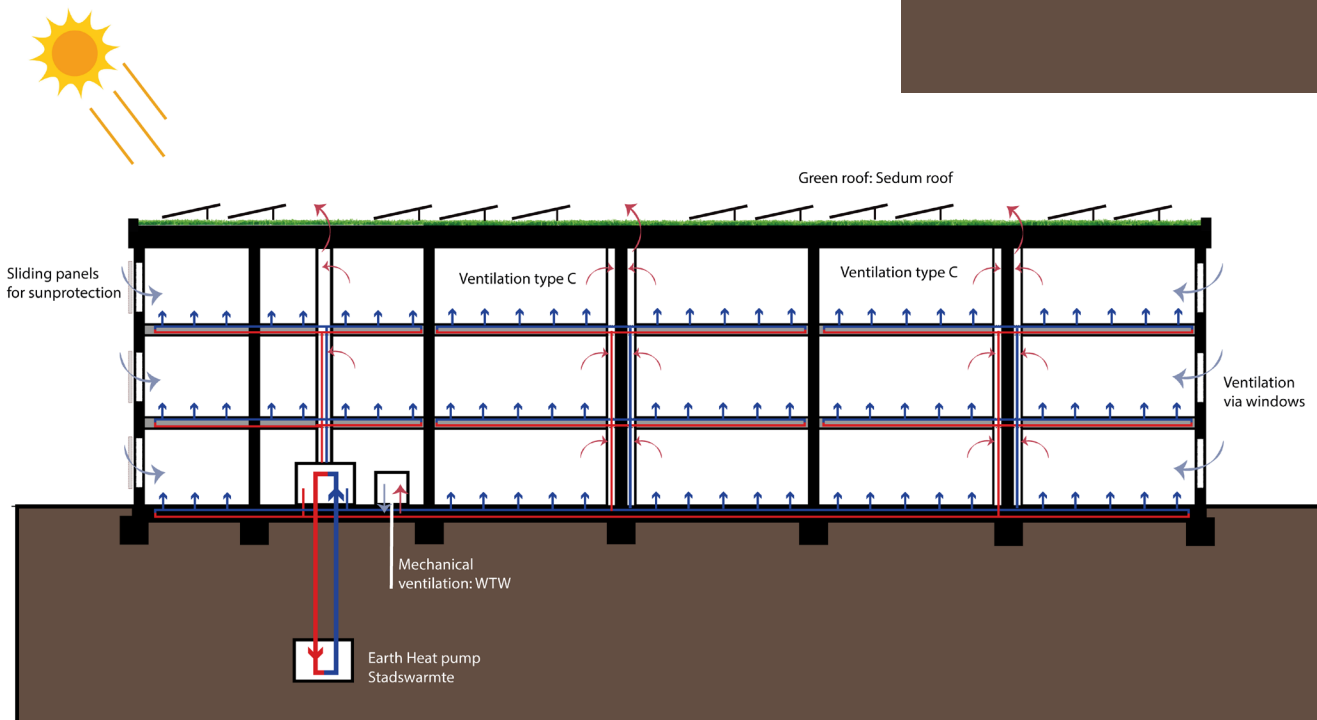 Green roof: Sedum roof
Sliding panels
for sunprotection
Ventilation type C
Ventilation type C
Ventilation
via windows
Mechanical
ventilation: WTW
Earth Heat pump
Stadswarmte